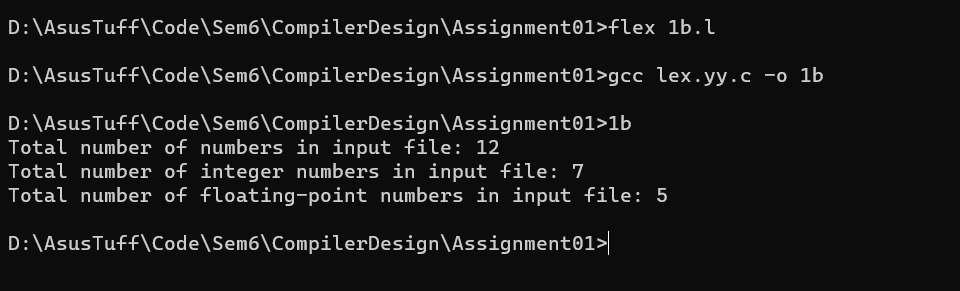 D:\AsusTuff\Code\Sem6\CompilerDesign\Assignment01>flex 1b.l
D:\AsusTuff\Code\Sem6\CompilerDesign\Assignment01>gcc lex.yy.c -o 1b
D:\AsusTuff\Code\Sem6\CompilerDesign\Assignment01>1b
Total number of numbers in input file: 12
Total number of integer numbers in input file: 7
Total number of floating-point numbers in input file: 5
D:\AsusTuff\Code\Sem6\CompilerDesign\Assignment01>